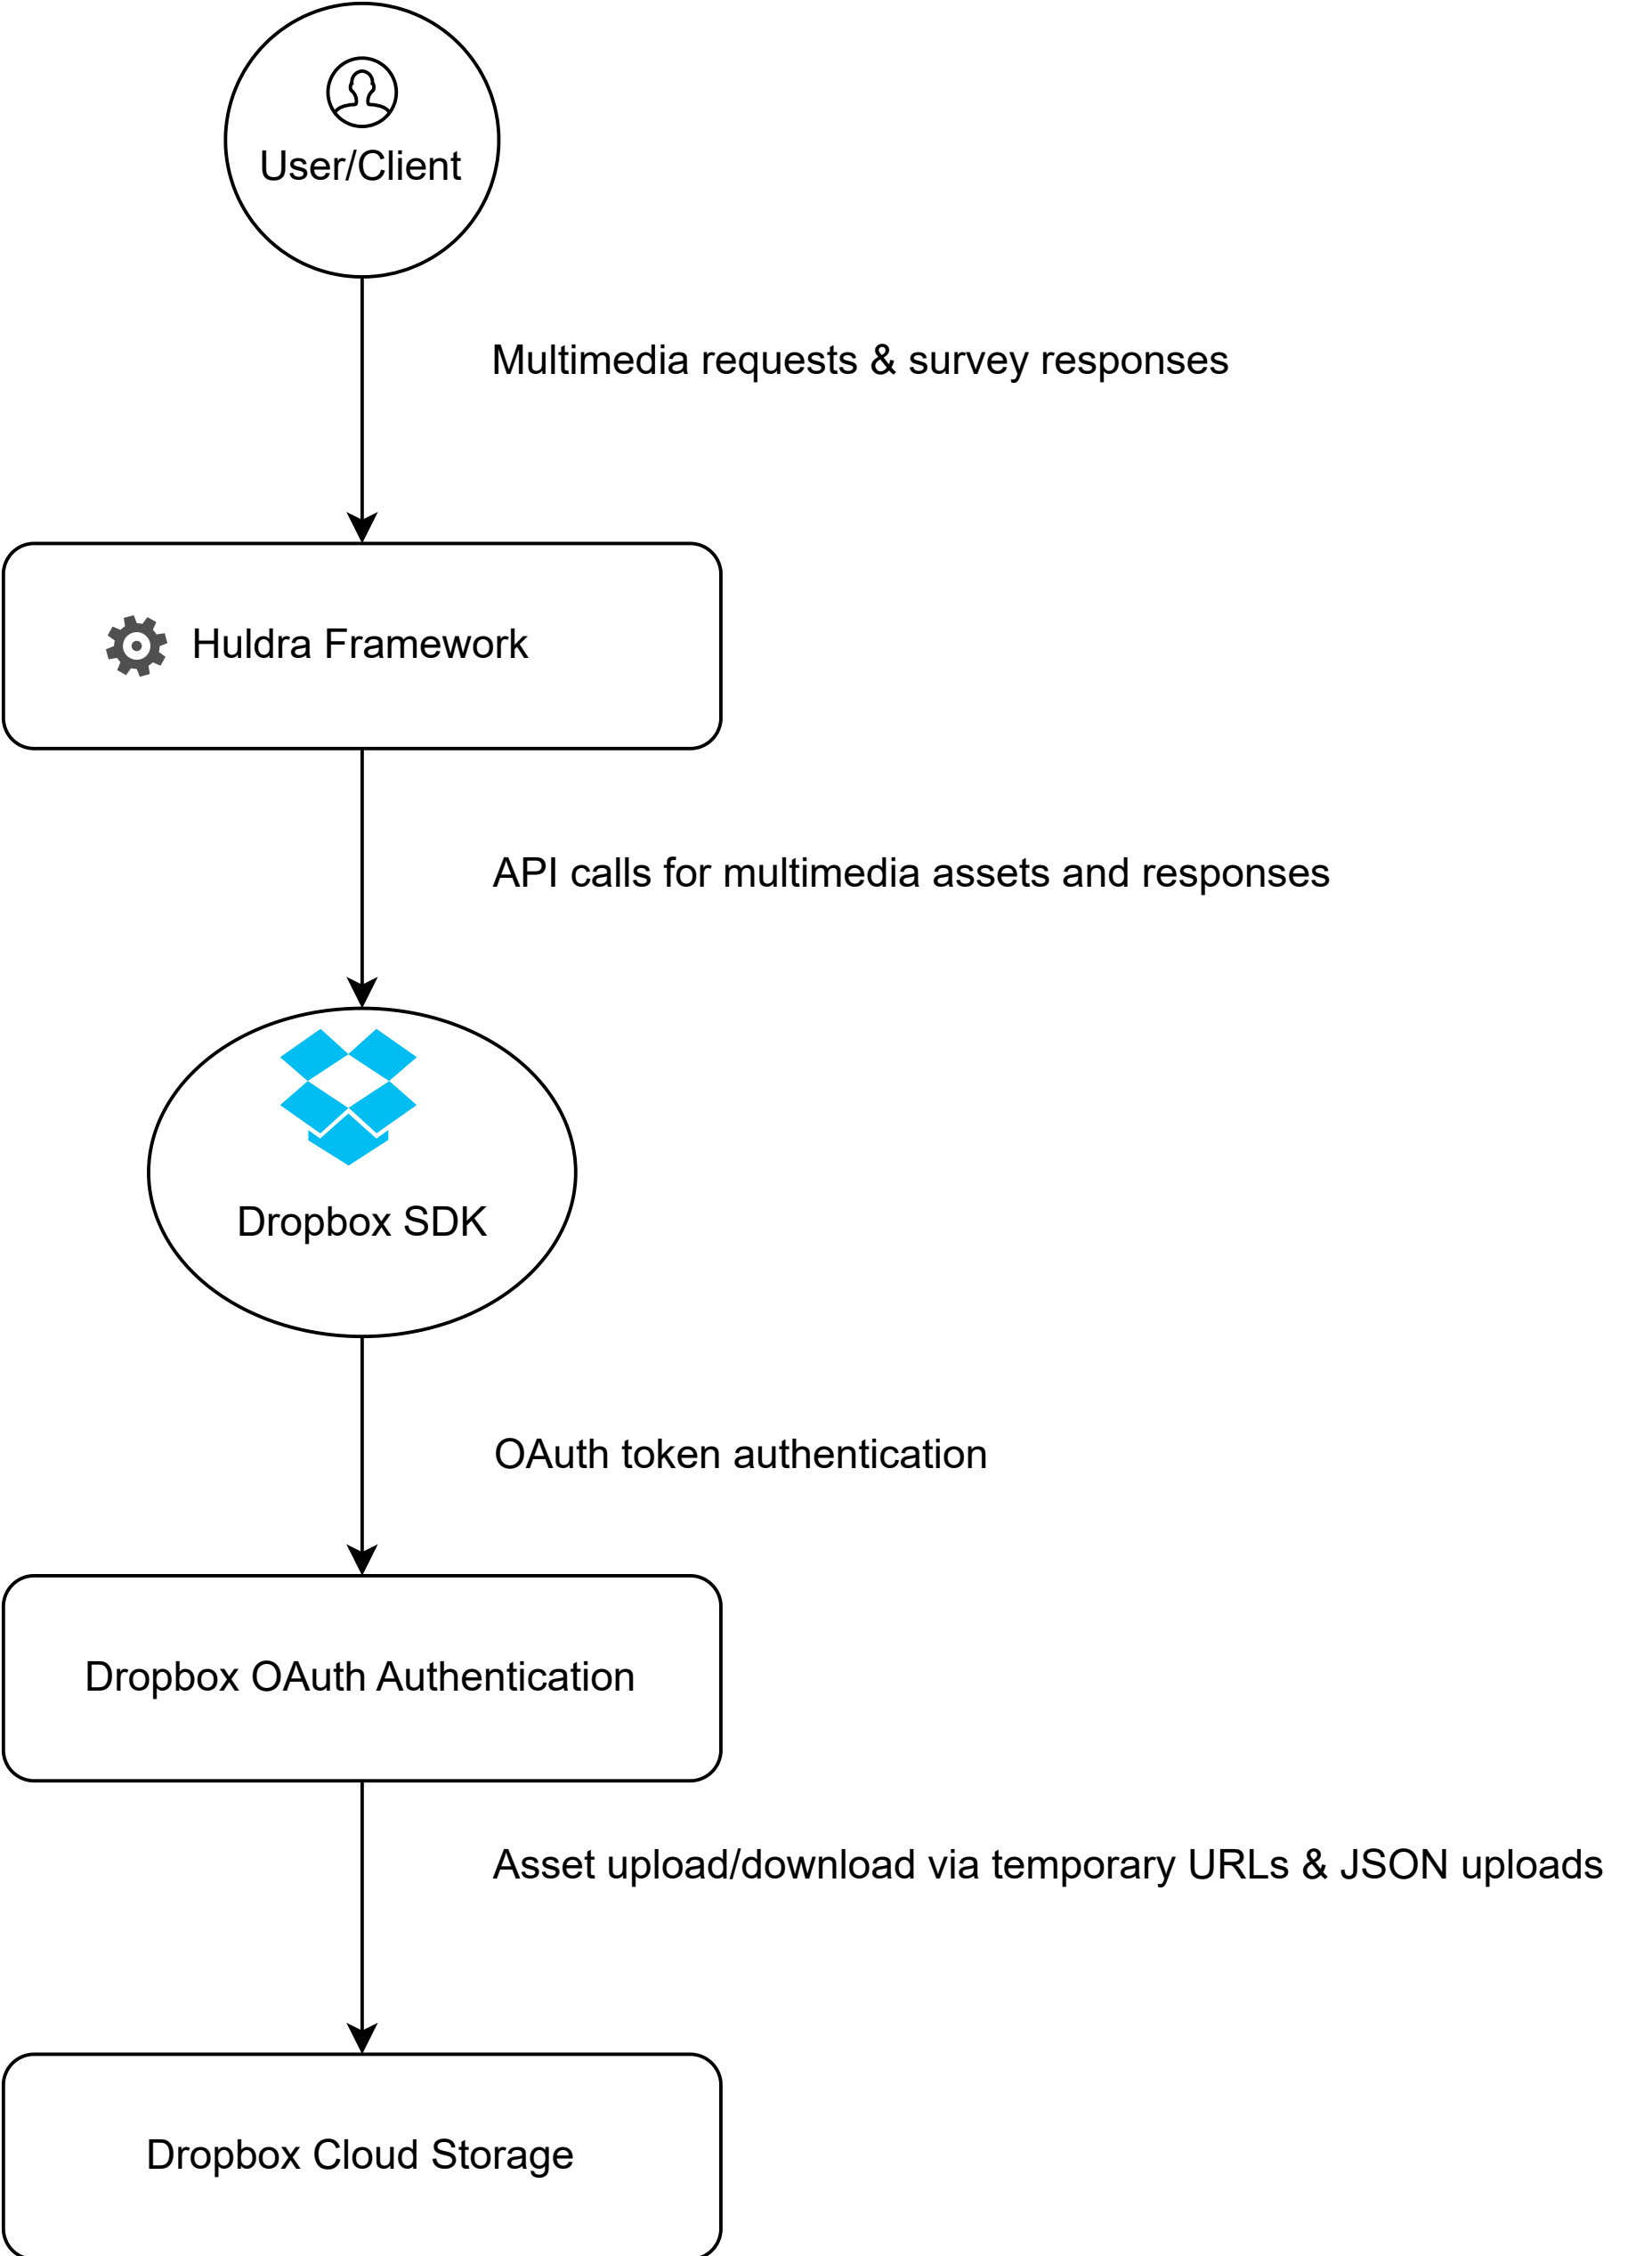 User/Client
Multimedia requests & survey responses
Huldra Framework
API calls for multimedia assets and responses
Dropbox SDK
OAuth token authentication
Dropbox OAuth Authentication
Asset upload/download via temporary URLs & JSON uploads
Dropbox Cloud Storage